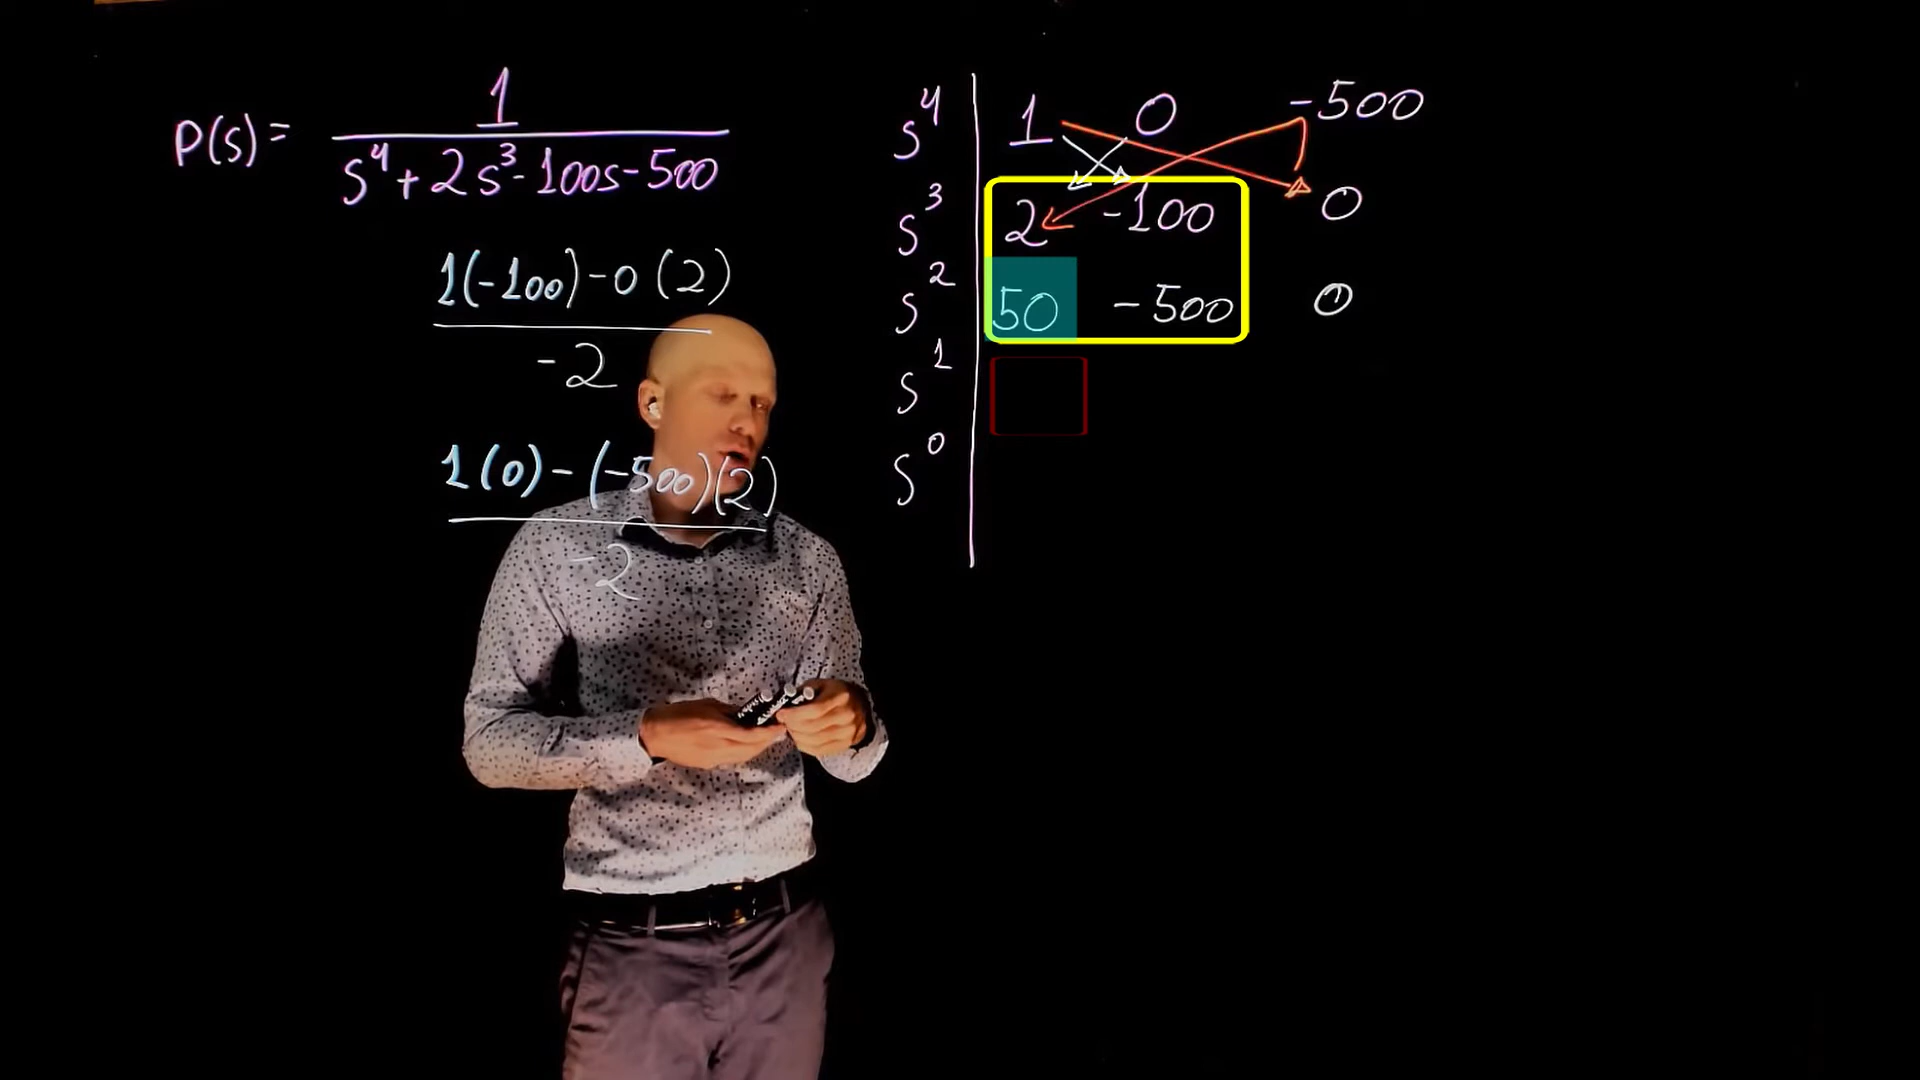 P(s) = 1 / s⁴ + 2s³ - 100s - 500
1(-100) - 0 (2) / -2
1(0) - (-500)(2) / -2
s⁴ | 1 0 -500
s³ | 2 -100 0
s² | 50 -500 0
s¹ |
s⁰ |